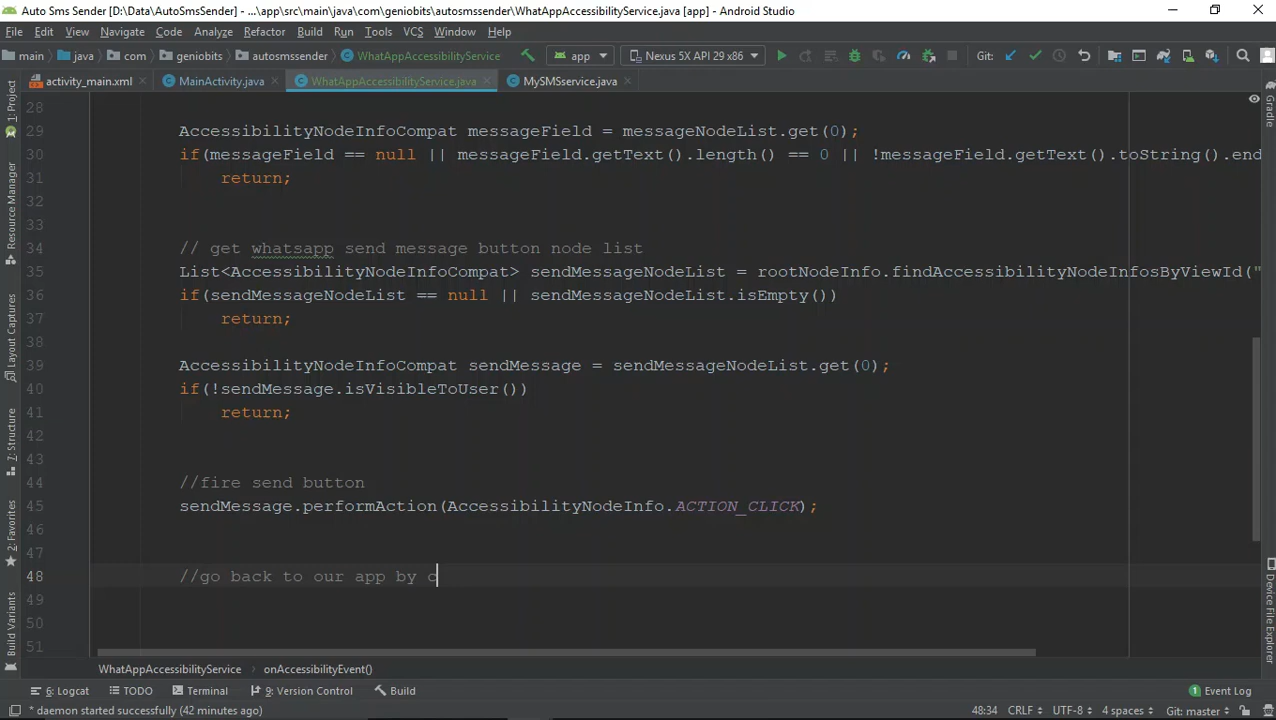 Auto Sms Sender [D:\Data\AutoSmsSender] - ...\app\src\main\java\com\geniobits\autosmssender\WhatAppAccessibilityService.java [app] - Android Studio
File Edit View Navigate Code Analyze Refactor Build Run Tools VCS Window Help
main java com geniobits autosmssender WhatAppAccessibilityService app Nexus 5X API 29 x86 Git:
activity_main.xml MainActivity.java WhatAppAccessibilityService.java MySMSservice.java
28
29 AccessibilityNodeInfoCompat messageField = messageNodeList.get(0);
30 if(messageField == null || messageField.getText().length() == 0 || !messageField.getText().toString().end
31 return;
32
33
34 // get whatsapp send message button node list
35 List<AccessibilityNodeInfoCompat> sendMessageNodeList = rootNodeInfo.findAccessibilityNodeInfosByViewId("
36 if(sendMessageNodeList == null || sendMessageNodeList.isEmpty())
37 return;
38
39 AccessibilityNodeInfoCompat sendMessage = sendMessageNodeList.get(0);
40 if(!sendMessage.isVisibleToUser())
41 return;
42
43
44 //fire send button
45 sendMessage.performAction(AccessibilityNodeInfo.ACTION_CLICK);
46
47
48 //go back to our app by c
49
50
51
1: Project
Resource Manager
Layout Captures
7: Structure
2: Favorites
Build Variants
Gradle
Device File Explorer
WhatAppAccessibilityService onAccessibilityEvent()
6: Logcat TODO Terminal 9: Version Control Build 1 Event Log
* daemon started successfully (42 minutes ago) 48:34 CRLF UTF-8 4 spaces Git: master